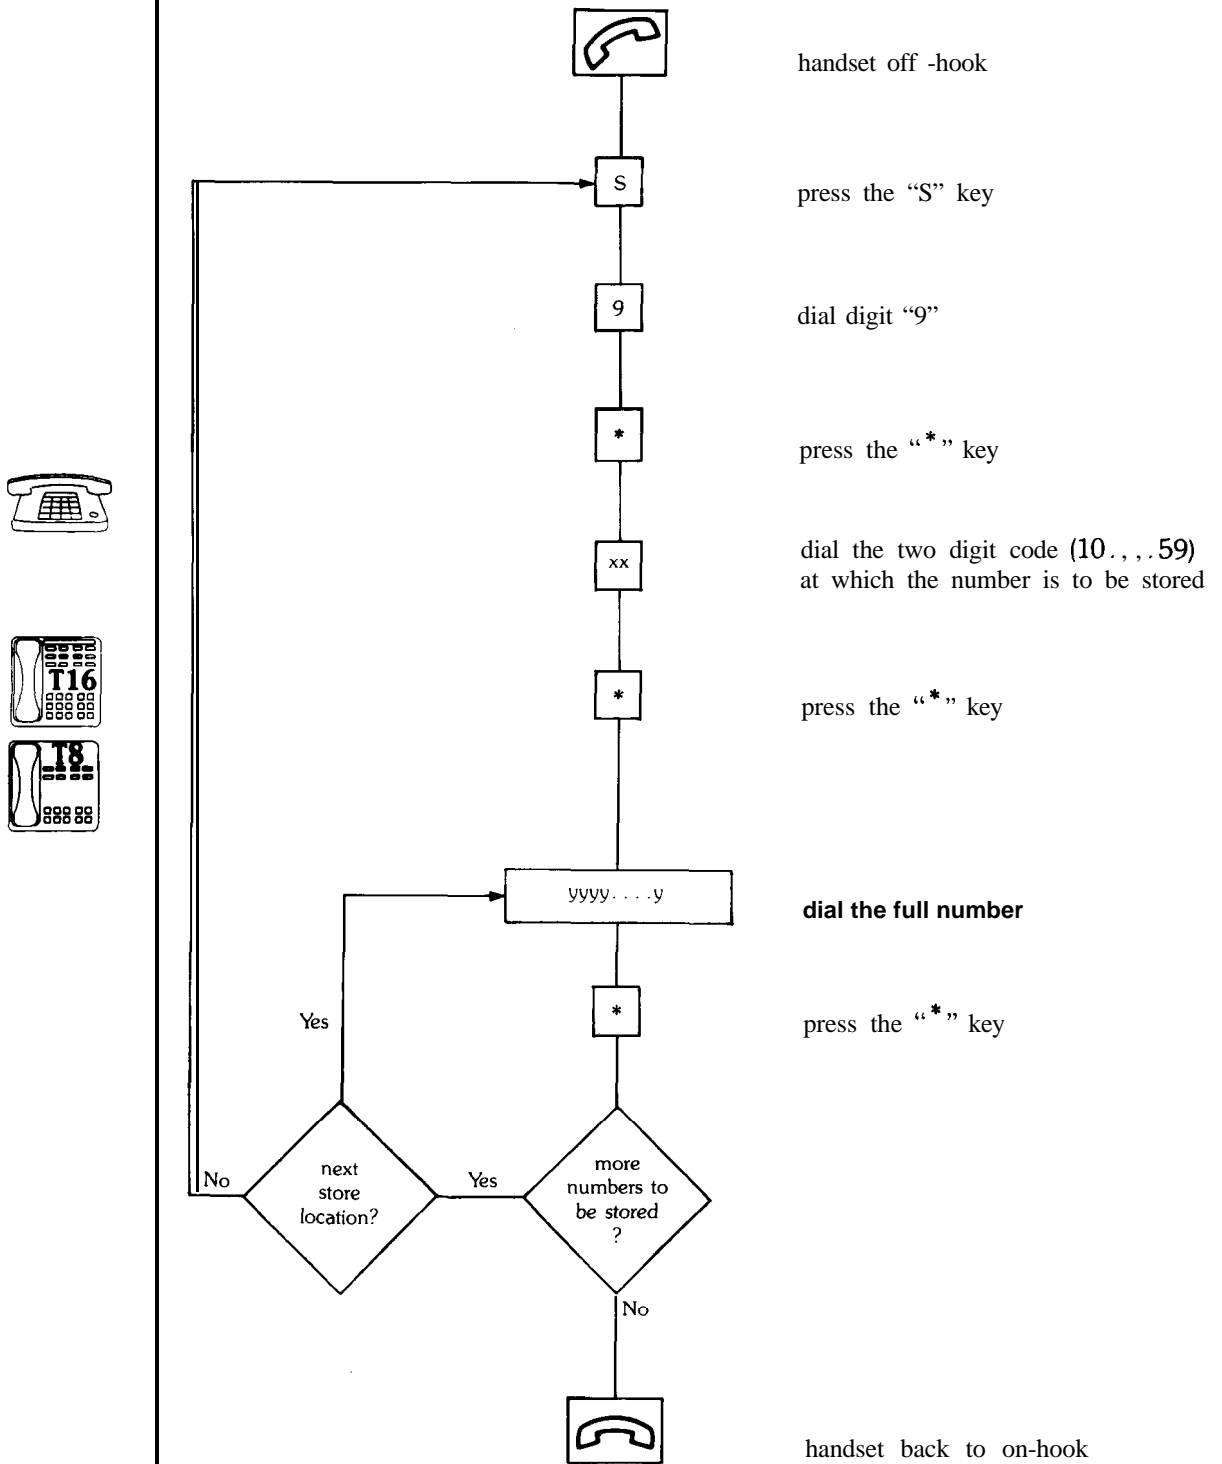 handset off -hook
S
press the “S” key
9
dial digit “9”
*
press the “*” key
xx
dial the two digit code (10.,,.59)
at which the number is to be stored
T16
*
press the “*” key
T8
yyyy....y
dial the full number
Yes
*
press the “*” key
No
next
store
location?
Yes
more
numbers to
be stored
?
No
handset back to on-hook